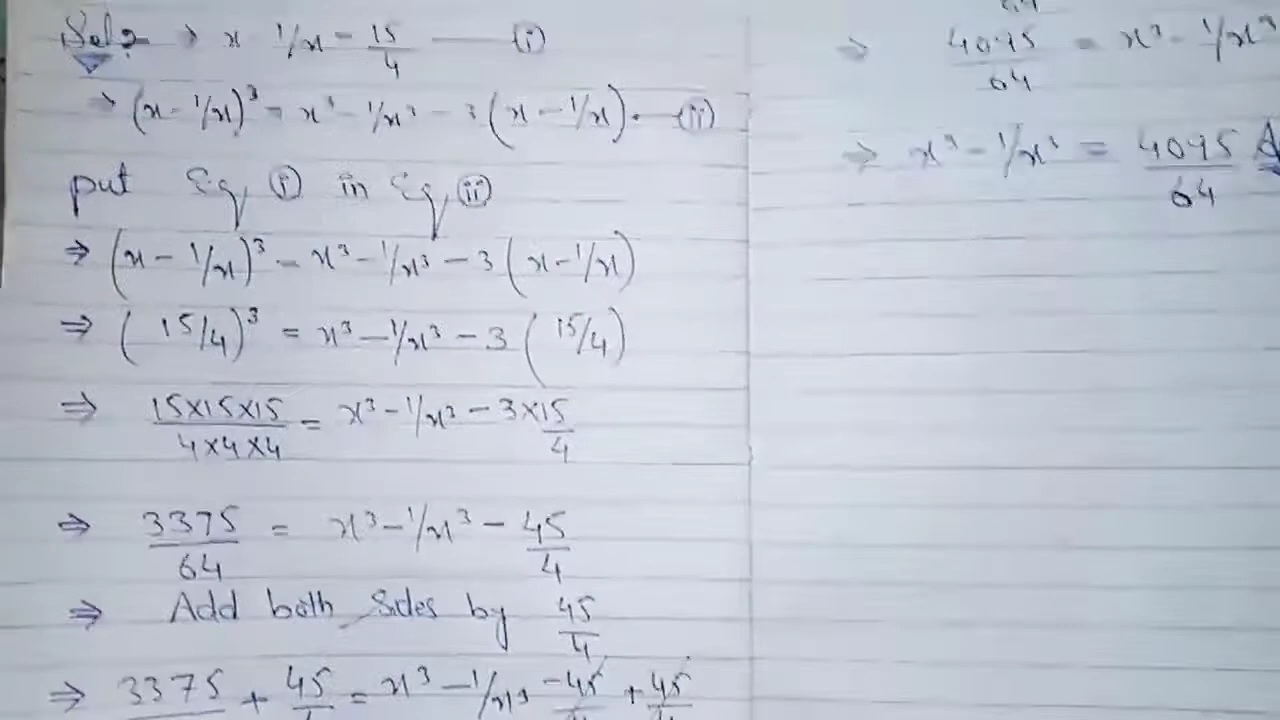 Sol: → x - 1/x = 15/4 —— (i)
→ (x - 1/x)³ = x³ - 1/x³ - 3(x - 1/x). —(ii)
put Eq (i) in Eq (ii)
⇒ (x - 1/x)³ = x³ - 1/x³ - 3(x - 1/x)
⇒ (15/4)³ = x³ - 1/x³ - 3(15/4)
⇒ 15×15×15/4×4×4 = x³ - 1/x³ - 3×15/4
⇒ 3375/64 = x³ - 1/x³ - 45/4
⇒ Add both sides by 45/4
⇒ 3375 + 45/4 = x³ - 1/x³ - 45/4 + 45/4
⇒ 4095/64 = x³ - 1/x³
⇒ x³ - 1/x³ = 4095/64 A